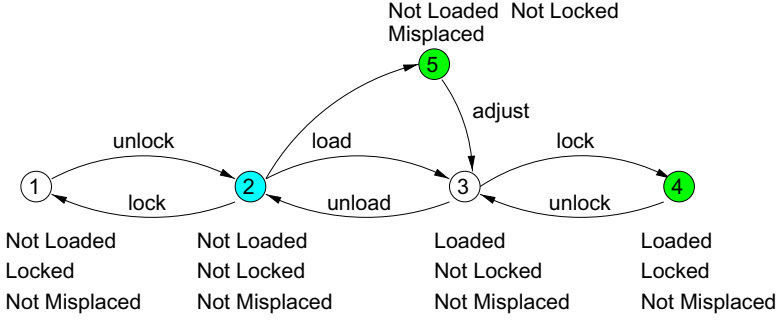 Not Loaded Not Locked
Misplaced
5
adjust
unlock
load
lock
1
2
3
4
lock
unload
unlock
Not Loaded
Not Loaded
Loaded
Loaded
Locked
Not Locked
Not Locked
Locked
Not Misplaced
Not Misplaced
Not Misplaced
Not Misplaced